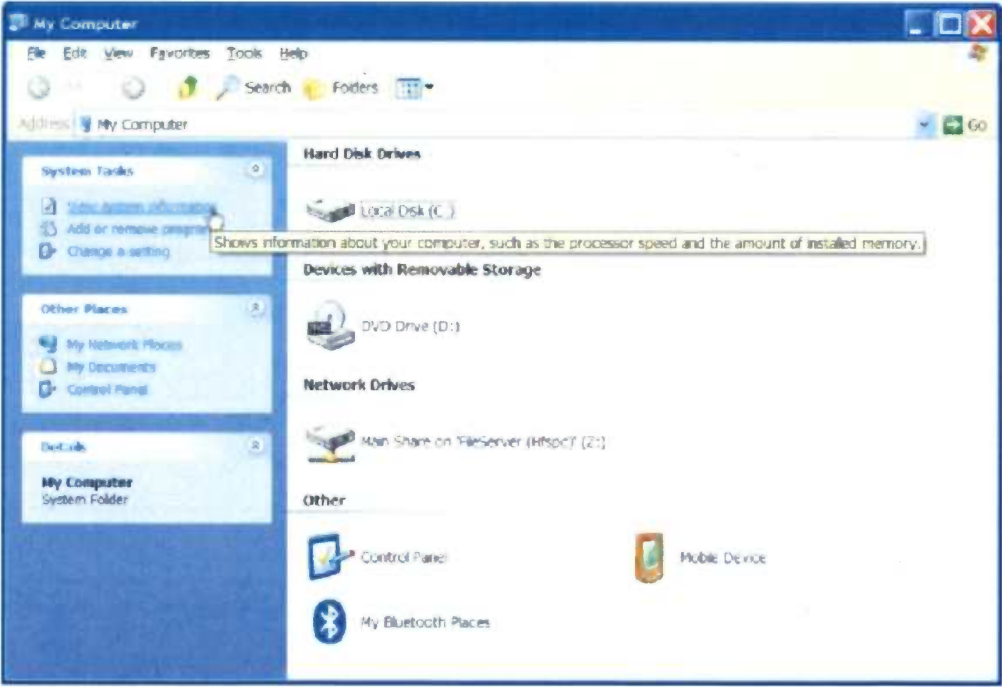 My Computer
File Edit View Favorites Tools Help
Search Folders
Address My Computer Go
System Tasks
View system information
Add or remove program
Change a setting
Other Places
My Network Places
My Documents
Control Panel
Details
My Computer
System Folder
Hard Disk Drives
Local Disk (C:)
Shows information about your computer, such as the processor speed and the amount of installed memory.
Devices with Removable Storage
DVD Drive (D:)
Network Drives
Main Share on 'FileServer (Hfspc)' (Z:)
Other
Control Panel
Mobile Device
My Bluetooth Places